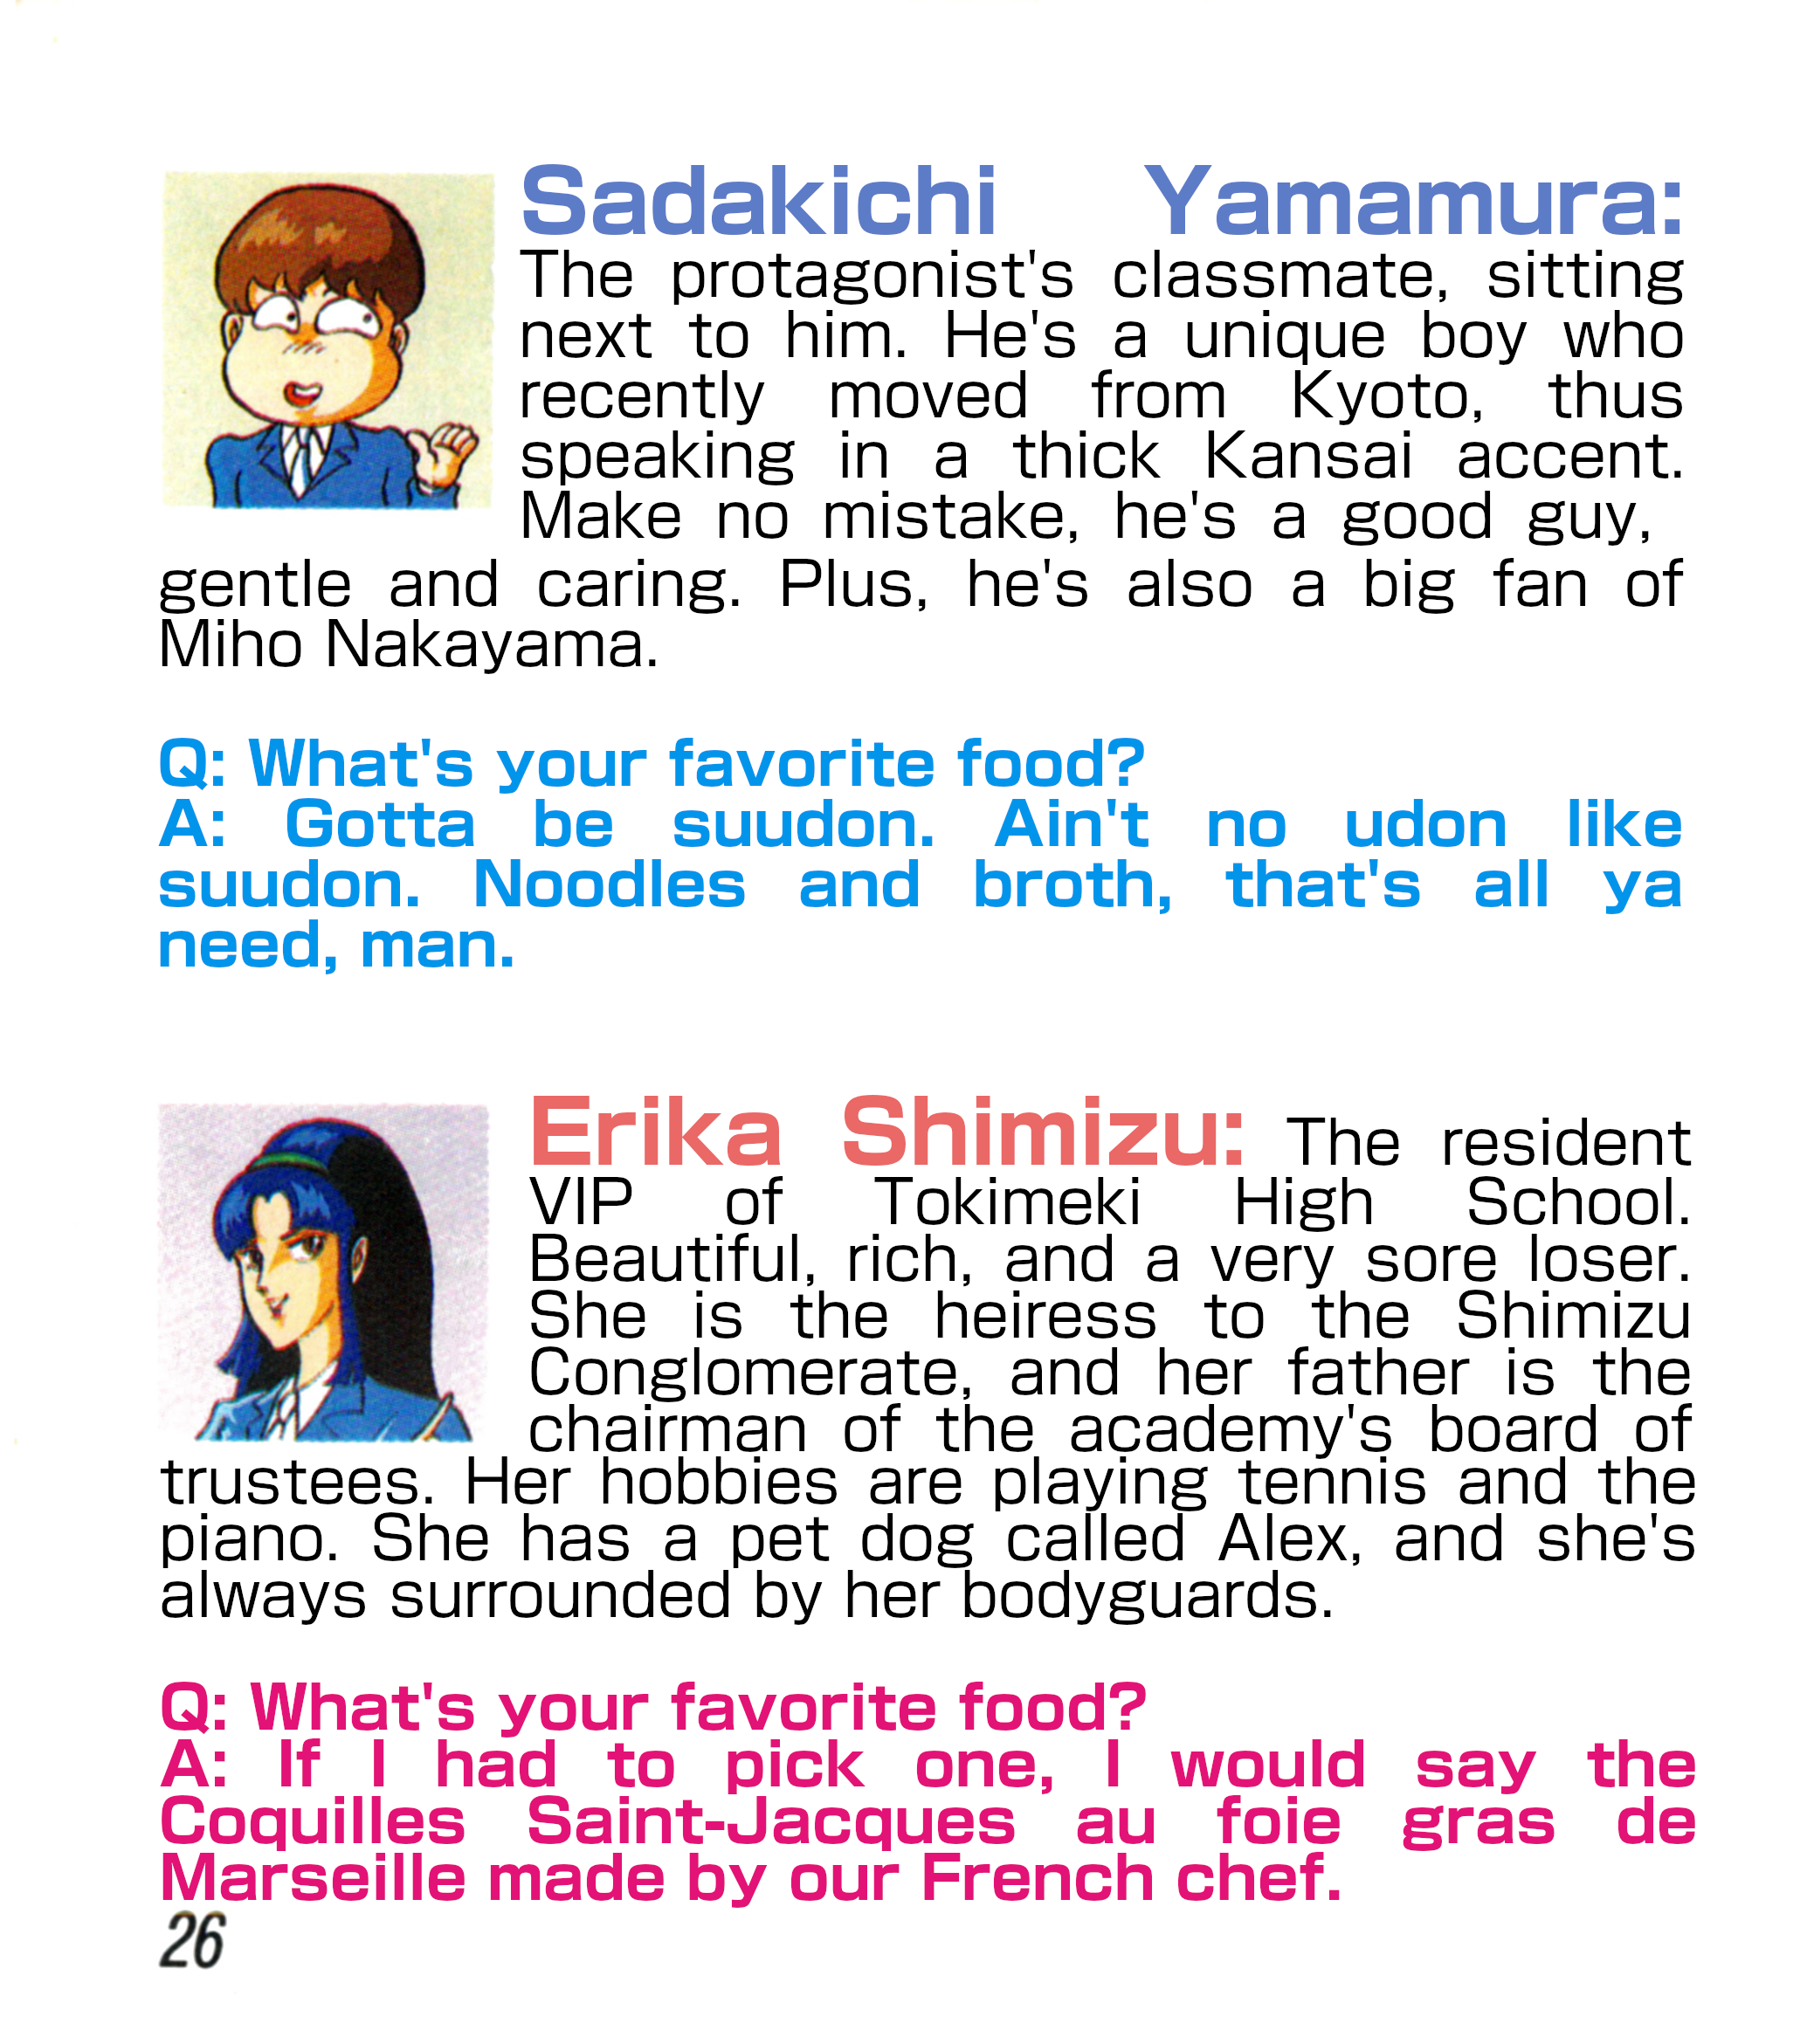 Sadakichi Yamamura:
The protagonist's classmate, sitting
next to him. He's a unique boy who
recently moved from Kyoto, thus
speaking in a thick Kansai accent.
Make no mistake, he's a good guy,
gentle and caring. Plus, he's also a big fan of
Miho Nakayama.
Q: What's your favorite food?
A: Gotta be suudon. Ain't no udon like
suudon. Noodles and broth, that's all ya
need, man.
Erika Shimizu: The resident
VIP of Tokimeki High School.
Beautiful, rich, and a very sore loser.
She is the heiress to the Shimizu
Conglomerate, and her father is the
chairman of the academy's board of
trustees. Her hobbies are playing tennis and the
piano. She has a pet dog called Alex, and she's
always surrounded by her bodyguards.
Q: What's your favorite food?
A: If I had to pick one, I would say the
Coquilles Saint-Jacques au foie gras de
Marseille made by our French chef.
26